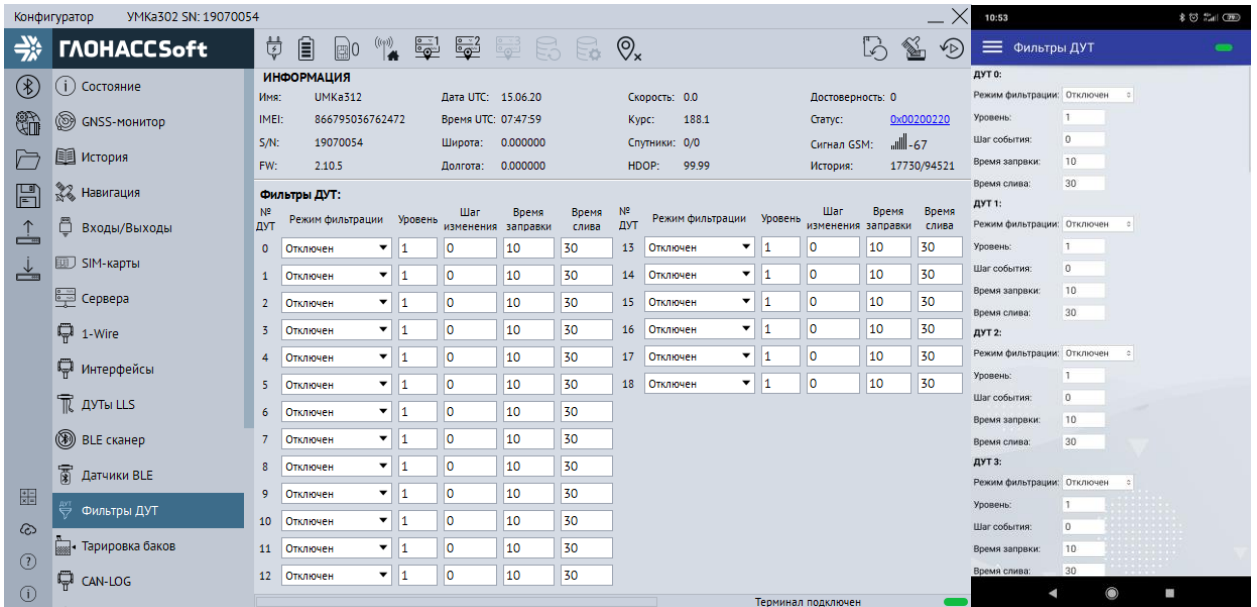 Конфигуратор УМКа302 SN: 19070054
ГЛОНАССSoft
Состояние
GNSS-монитор
История
Навигация
Входы/Выходы
SIM-карты
Сервера
1-Wire
Интерфейсы
ДУТы LLS
BLE сканер
Датчики BLE
Фильтры ДУТ
Тарировка баков
CAN-LOG
ИНФОРМАЦИЯ
Имя: УМКа312 Дата UTC: 15.06.20 Скорость: 0.0 Достоверность: 0
IMEI: 866795036762472 Время UTC: 07:47:59 Курс: 188.1 Статус: 0x00200220
S/N: 19070054 Широта: 0.000000 Спутники: 0/0 Сигнал GSM: -67
FW: 2.10.5 Долгота: 0.000000 HDOP: 99.99 История: 17730/94521
Фильтры ДУТ:
№ ДУТ Режим фильтрации Уровень Шаг изменения Время заправки Время слива № ДУТ Режим фильтрации Уровень Шаг изменения Время заправки Время слива
0 Отключен 1 0 10 30 13 Отключен 1 0 10 30
1 Отключен 1 0 10 30 14 Отключен 1 0 10 30
2 Отключен 1 0 10 30 15 Отключен 1 0 10 30
3 Отключен 1 0 10 30 16 Отключен 1 0 10 30
4 Отключен 1 0 10 30 17 Отключен 1 0 10 30
5 Отключен 1 0 10 30 18 Отключен 1 0 10 30
6 Отключен 1 0 10 30
7 Отключен 1 0 10 30
8 Отключен 1 0 10 30
9 Отключен 1 0 10 30
10 Отключен 1 0 10 30
11 Отключен 1 0 10 30
12 Отключен 1 0 10 30
Терминал подключен
10:53
Фильтры ДУТ
ДУТ 0:
Режим фильтрации: Отключен
Уровень: 1
Шаг события: 0
Время запрвки: 10
Время слива: 30
ДУТ 1:
Режим фильтрации: Отключен
Уровень: 1
Шаг события: 0
Время запрвки: 10
Время слива: 30
ДУТ 2:
Режим фильтрации: Отключен
Уровень: 1
Шаг события: 0
Время запрвки: 10
Время слива: 30
ДУТ 3:
Режим фильтрации: Отключен
Уровень: 1
Шаг события: 0
Время запрвки: 10
Время слива: 30